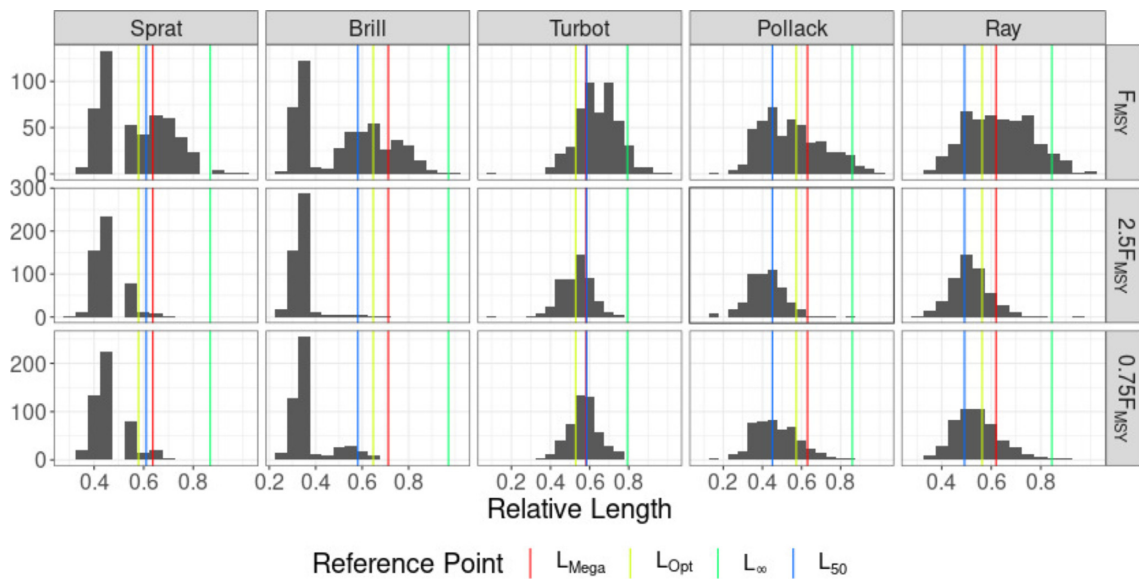 Sprat Brill Turbot Pollack Ray
100
50
0
F_MSY
300
200
100
0
2.5F_MSY
200
100
0
0.75F_MSY
0.4 0.6 0.8 0.2 0.4 0.6 0.8 0.2 0.4 0.6 0.8 0.2 0.4 0.6 0.8 0.4 0.6 0.8
Relative Length
Reference Point L_Mega L_Opt L_∞ L_50